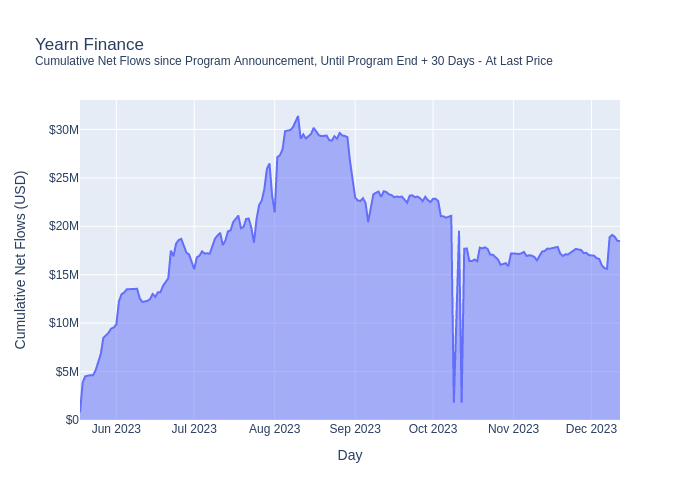 Yearn Finance
Cumulative Net Flows since Program Announcement, Until Program End + 30 Days - At Last Price
$30M
$25M
$20M
$15M
$10M
$5M
$0
Cumulative Net Flows (USD)
Jun 2023 Jul 2023 Aug 2023 Sep 2023 Oct 2023 Nov 2023 Dec 2023
Day